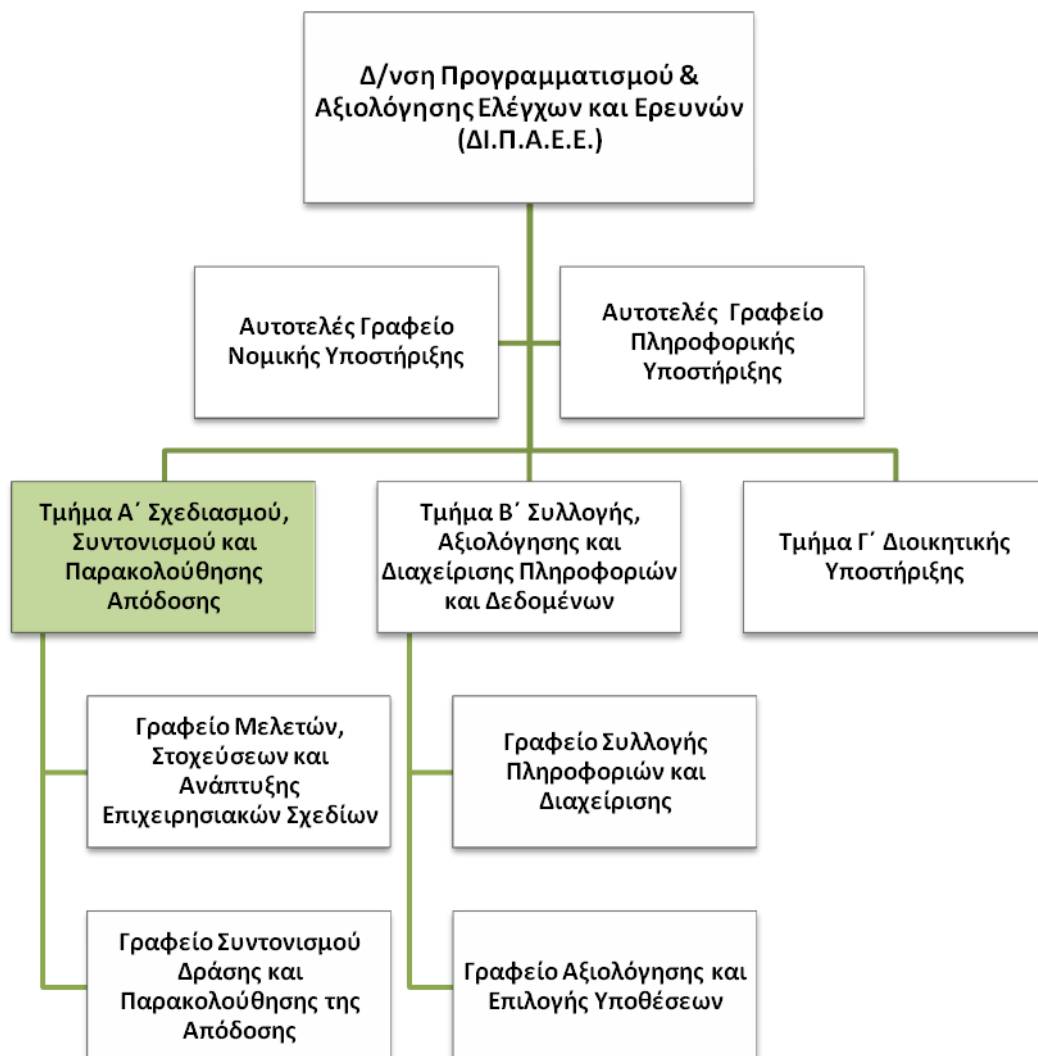 Δ/νση Προγραμματισμού &
Αξιολόγησης Ελέγχων και Ερευνών
(ΔΙ.Π.Α.Ε.Ε.)
Αυτοτελές Γραφείο
Νομικής Υποστήριξης
Αυτοτελές Γραφείο
Πληροφορικής
Υποστήριξης
Τμήμα Α΄ Σχεδιασμού,
Συντονισμού και
Παρακολούθησης
Απόδοσης
Τμήμα Β΄ Συλλογής,
Αξιολόγησης και
Διαχείρισης Πληροφοριών
και Δεδομένων
Τμήμα Γ΄ Διοικητικής
Υποστήριξης
Γραφείο Μελετών,
Στοχεύσεων και
Ανάπτυξης
Επιχειρησιακών Σχεδίων
Γραφείο Συλλογής
Πληροφοριών και
Διαχείρισης
Γραφείο Συντονισμού
Δράσης και
Παρακολούθησης της
Απόδοσης
Γραφείο Αξιολόγησης και
Επιλογής Υποθέσεων